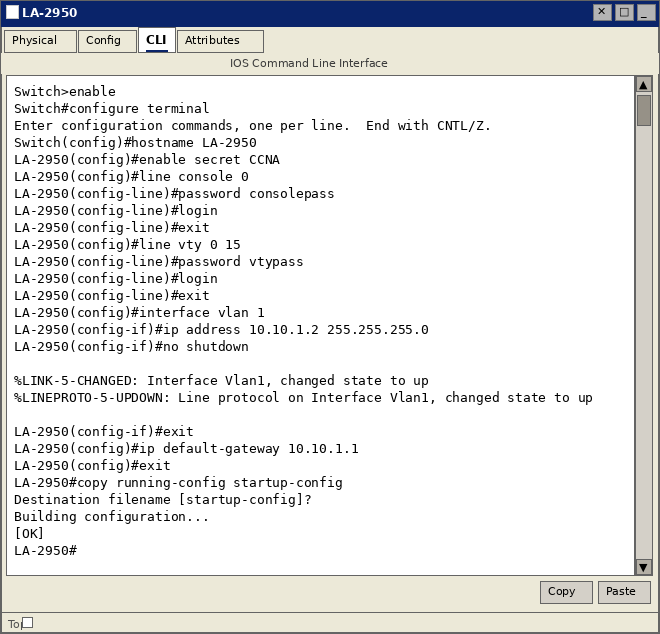 LA-2950
Physical Config CLI Attributes
IOS Command Line Interface
Switch>enable
Switch#configure terminal
Enter configuration commands, one per line.  End with CNTL/Z.
Switch(config)#hostname LA-2950
LA-2950(config)#enable secret CCNA
LA-2950(config)#line console 0
LA-2950(config-line)#password consolepass
LA-2950(config-line)#login
LA-2950(config-line)#exit
LA-2950(config)#line vty 0 15
LA-2950(config-line)#password vtypass
LA-2950(config-line)#login
LA-2950(config-line)#exit
LA-2950(config)#interface vlan 1
LA-2950(config-if)#ip address 10.10.1.2 255.255.255.0
LA-2950(config-if)#no shutdown
%LINK-5-CHANGED: Interface Vlan1, changed state to up
%LINEPROTO-5-UPDOWN: Line protocol on Interface Vlan1, changed state to up
LA-2950(config-if)#exit
LA-2950(config)#ip default-gateway 10.10.1.1
LA-2950(config)#exit
LA-2950#copy running-config startup-config
Destination filename [startup-config]?
Building configuration...
[OK]
LA-2950#
Copy Paste